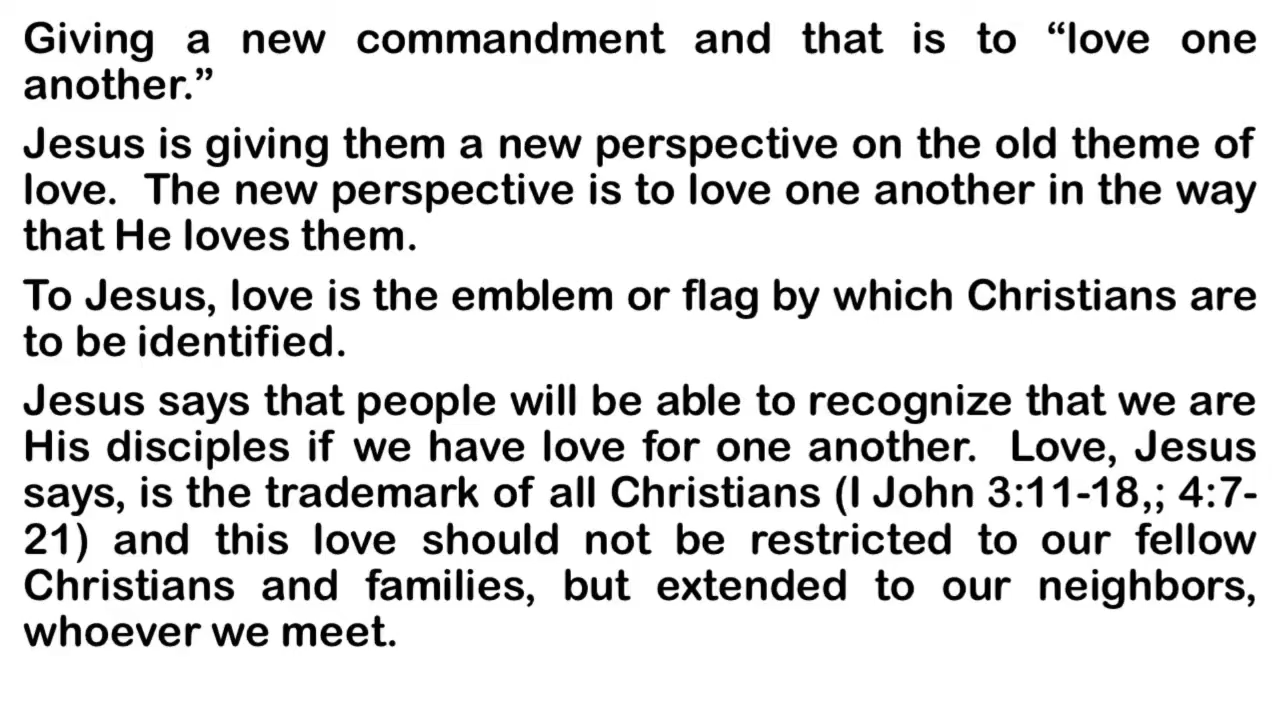 Giving a new commandment and that is to “love one
another.”
Jesus is giving them a new perspective on the old theme of
love.  The new perspective is to love one another in the way
that He loves them.
To Jesus, love is the emblem or flag by which Christians are
to be identified.
Jesus says that people will be able to recognize that we are
His disciples if we have love for one another.  Love, Jesus
says, is the trademark of all Christians (I John 3:11-18,; 4:7-
21) and this love should not be restricted to our fellow
Christians and families, but extended to our neighbors,
whoever we meet.